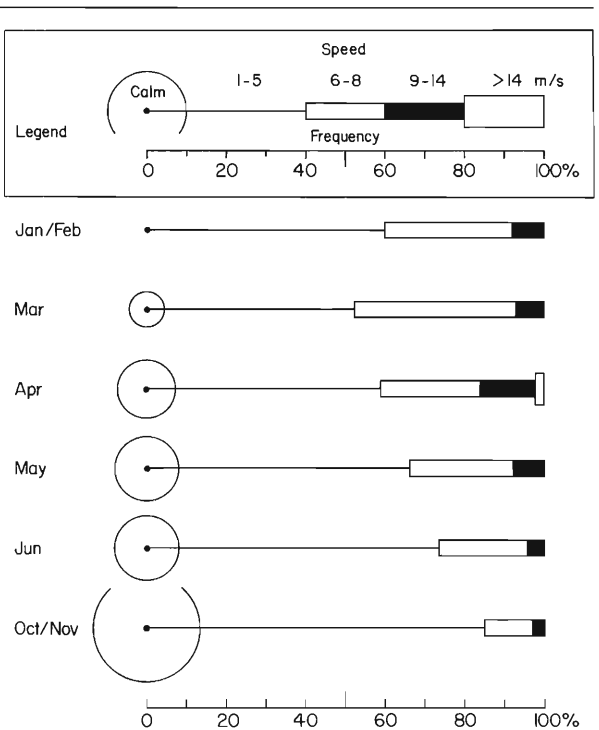 Speed
Calm 1-5 6-8 9-14 >14 m/s
Legend
Frequency
0 20 40 60 80 100%
Jan/Feb
Mar
Apr
May
Jun
Oct/Nov
0 20 40 60 80 100%